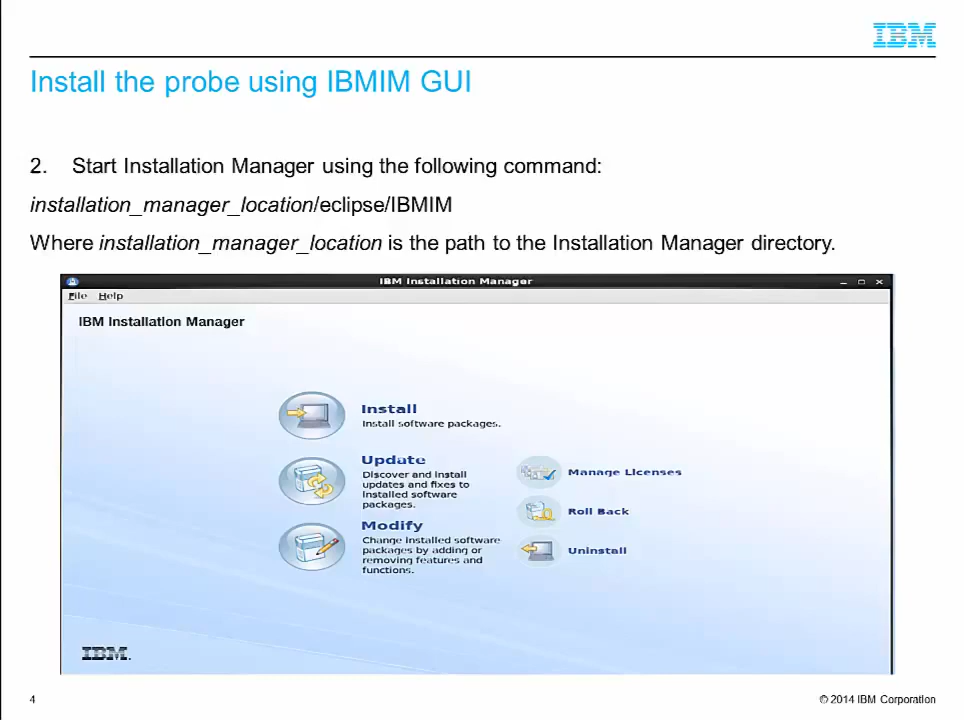 IBM
Install the probe using IBMIM GUI
2. Start Installation Manager using the following command:
installation_manager_location/eclipse/IBMIM
Where installation_manager_location is the path to the Installation Manager directory.
IBM Installation Manager
File Help
IBM Installation Manager
Install
Install software packages.
Update
Discover and install
updates and fixes to
installed software
packages.
Modify
Change installed software
packages by adding or
removing features and
functions.
Manage Licenses
Roll Back
Uninstall
IBM.
4
© 2014 IBM Corporation